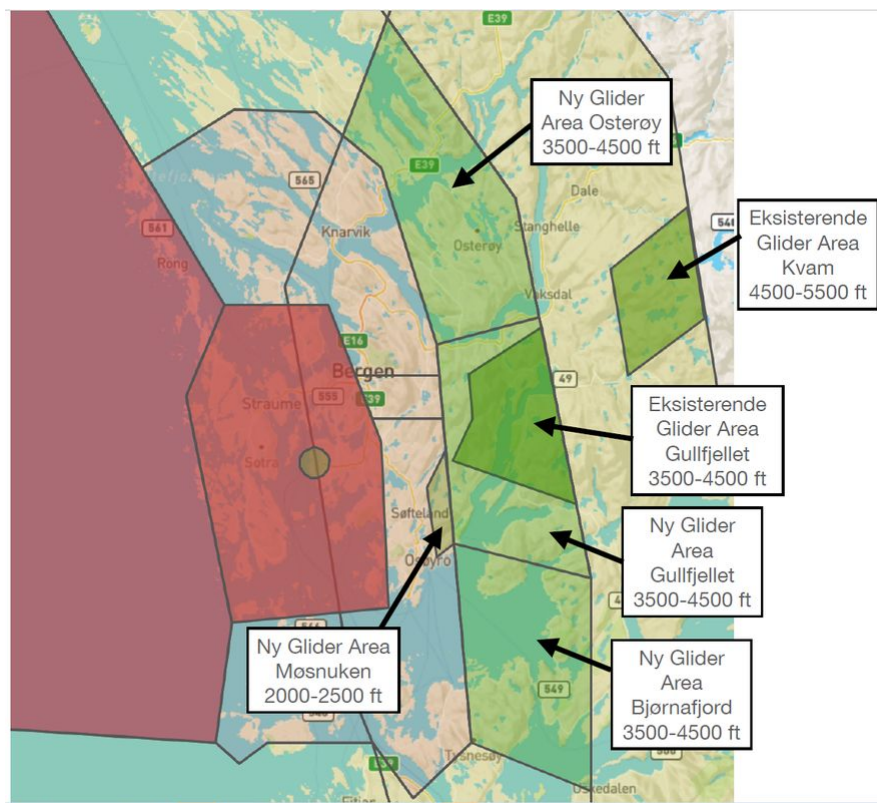 E39
Ny Glider
Area Osterøy
3500-4500 ft
E39
565
Dale
Knarvik
561
Rong
Osterøy
Stanghelle
Eksisterende
Glider Area
Kvam
4500-5500 ft
Vaksdal
E16
Bergen
49
Straume
555
E39
Eksisterende
Glider Area
Gullfjellet
3500-4500 ft
Sotra
Søfteland
Ny Glider
Area
Gullfjellet
3500-4500 ft
Osøyro
Ny Glider Area
Møsnuken
2000-2500 ft
Ny Glider
Area
Bjørnafjord
3500-4500 ft
549
Tysnesøy
E39